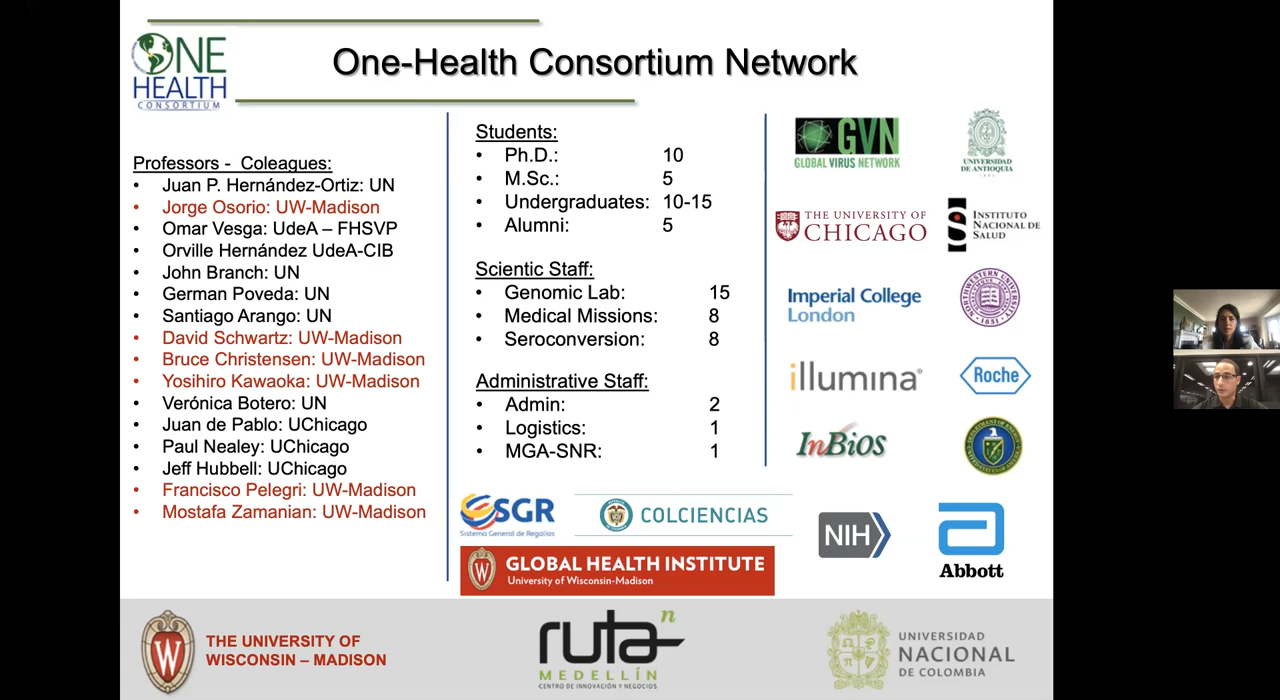 ONE
HEALTH
CONSORTIUM
One-Health Consortium Network
Professors - Coleagues:
• Juan P. Hernández-Ortiz: UN
• Jorge Osorio: UW-Madison
• Omar Vesga: UdeA – FHSVP
• Orville Hernández UdeA-CIB
• John Branch: UN
• German Poveda: UN
• Santiago Arango: UN
• David Schwartz: UW-Madison
• Bruce Christensen: UW-Madison
• Yosihiro Kawaoka: UW-Madison
• Verónica Botero: UN
• Juan de Pablo: UChicago
• Paul Nealey: UChicago
• Jeff Hubbell: UChicago
• Francisco Pelegri: UW-Madison
• Mostafa Zamanian: UW-Madison
Students:
• Ph.D.: 10
• M.Sc.: 5
• Undergraduates: 10-15
• Alumni: 5
Scientic Staff:
• Genomic Lab: 15
• Medical Missions: 8
• Seroconversion: 8
Administrative Staff:
• Admin: 2
• Logistics: 1
• MGA-SNR: 1
SGR
Sistema General de Regalías
COLCIENCIAS
GLOBAL HEALTH INSTITUTE
University of Wisconsin-Madison
GVN
GLOBAL VIRUS NETWORK
UNIVERSIDAD
DE ANTIOQUIA
THE UNIVERSITY OF
CHICAGO
INSTITUTO
NACIONAL DE
SALUD
Imperial College
London
NORTHWESTERN UNIVERSITY
1851
illumina®
Roche
InBios
NIH
Abbott
THE UNIVERSITY OF
WISCONSIN – MADISON
ruta n
MEDELLÍN
CENTRO DE INNOVACIÓN Y NEGOCIOS
UNIVERSIDAD
NACIONAL
DE COLOMBIA